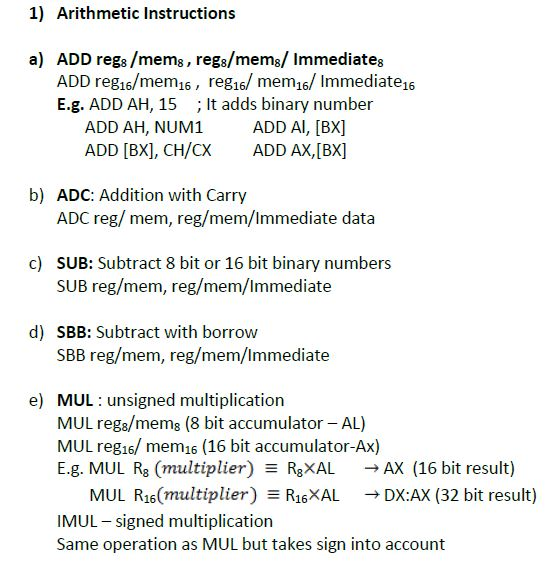 1) Arithmetic Instructions
a) ADD reg₈ /mem₈ , reg₈/mem₈/ Immediate₈
ADD reg₁₆/mem₁₆ , reg₁₆/ mem₁₆/ Immediate₁₆
E.g. ADD AH, 15 ; It adds binary number
ADD AH, NUM1 ADD Al, [BX]
ADD [BX], CH/CX ADD AX,[BX]
b) ADC: Addition with Carry
ADC reg/ mem, reg/mem/Immediate data
c) SUB: Subtract 8 bit or 16 bit binary numbers
SUB reg/mem, reg/mem/Immediate
d) SBB: Subtract with borrow
SBB reg/mem, reg/mem/Immediate
e) MUL : unsigned multiplication
MUL reg₈/mem₈ (8 bit accumulator – AL)
MUL reg₁₆/ mem₁₆ (16 bit accumulator-Ax)
E.g. MUL R₈ (multiplier) ≡ R₈XAL → AX (16 bit result)
MUL R₁₆(multiplier) ≡ R₁₆XAL → DX:AX (32 bit result)
IMUL – signed multiplication
Same operation as MUL but takes sign into account